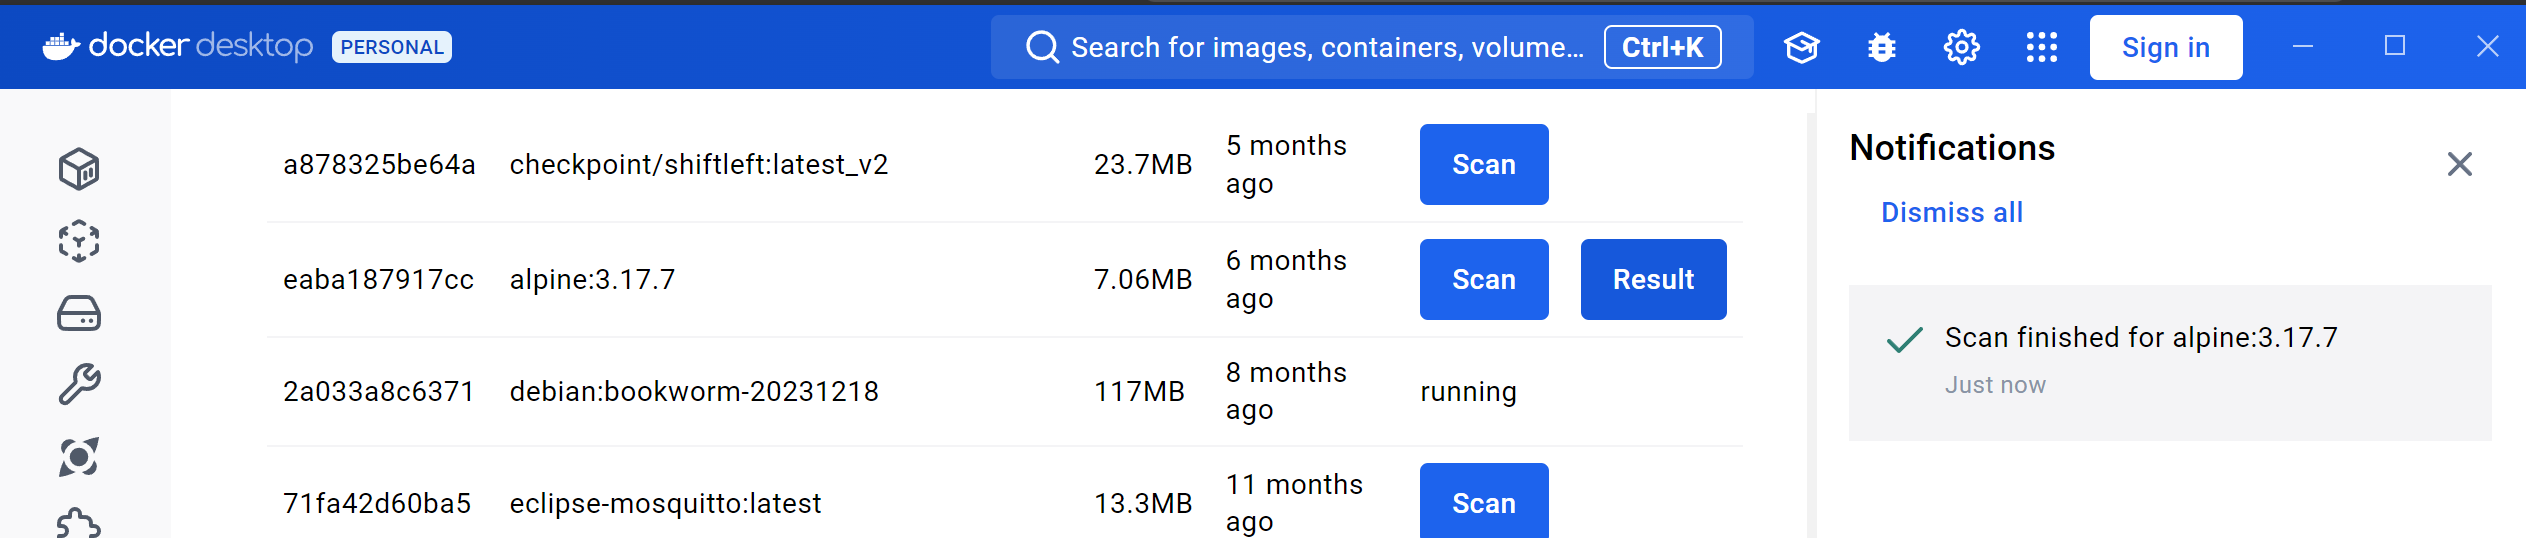 docker desktop PERSONAL Search for images, containers, volume... Ctrl+K Sign in
a878325be64a checkpoint/shiftleft:latest_v2 23.7MB 5 months ago Scan
eaba187917cc alpine:3.17.7 7.06MB 6 months ago Scan Result
2a033a8c6371 debian:bookworm-20231218 117MB 8 months ago running
71fa42d60ba5 eclipse-mosquitto:latest 13.3MB 11 months ago Scan
Notifications
Dismiss all
Scan finished for alpine:3.17.7
Just now